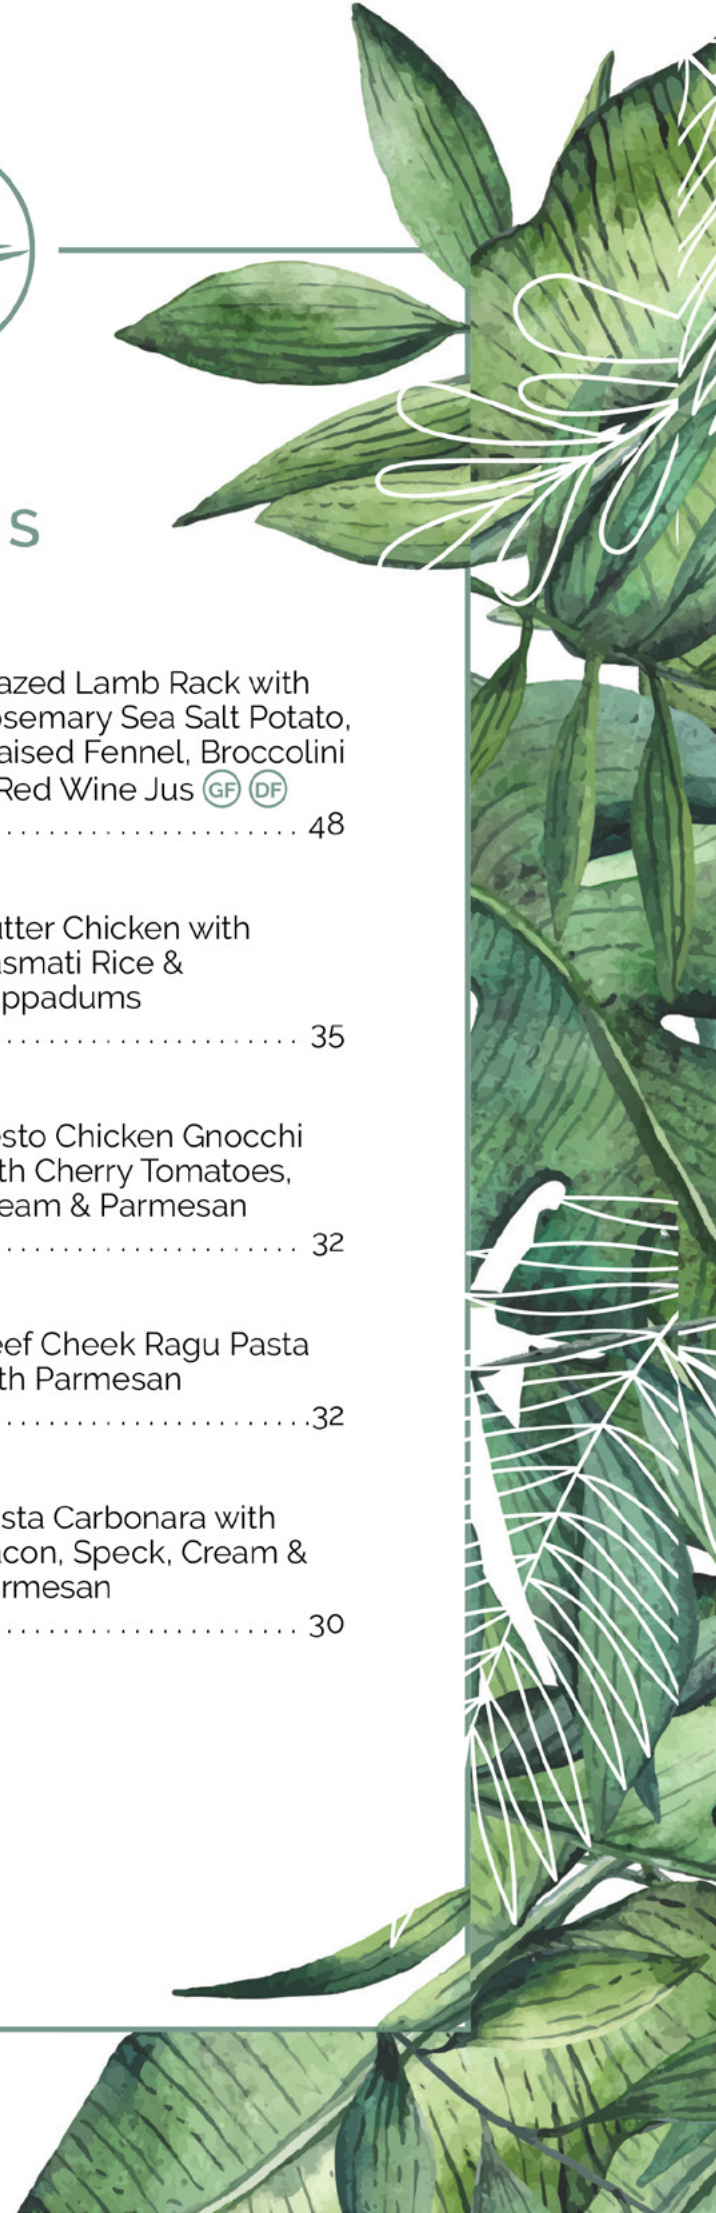 s
azed Lamb Rack with
osemary Sea Salt Potato,
aised Fennel, Broccolini
Red Wine Jus GF DF
. . . . . . . . . . . . . . . . . . . . . . 48
utter Chicken with
asmati Rice &
ppadums
. . . . . . . . . . . . . . . . . . . . . . 35
esto Chicken Gnocchi
th Cherry Tomatoes,
eam & Parmesan
. . . . . . . . . . . . . . . . . . . . . . 32
eef Cheek Ragu Pasta
th Parmesan
. . . . . . . . . . . . . . . . . . . . . . .32
sta Carbonara with
acon, Speck, Cream &
rmesan
. . . . . . . . . . . . . . . . . . . . . . 30